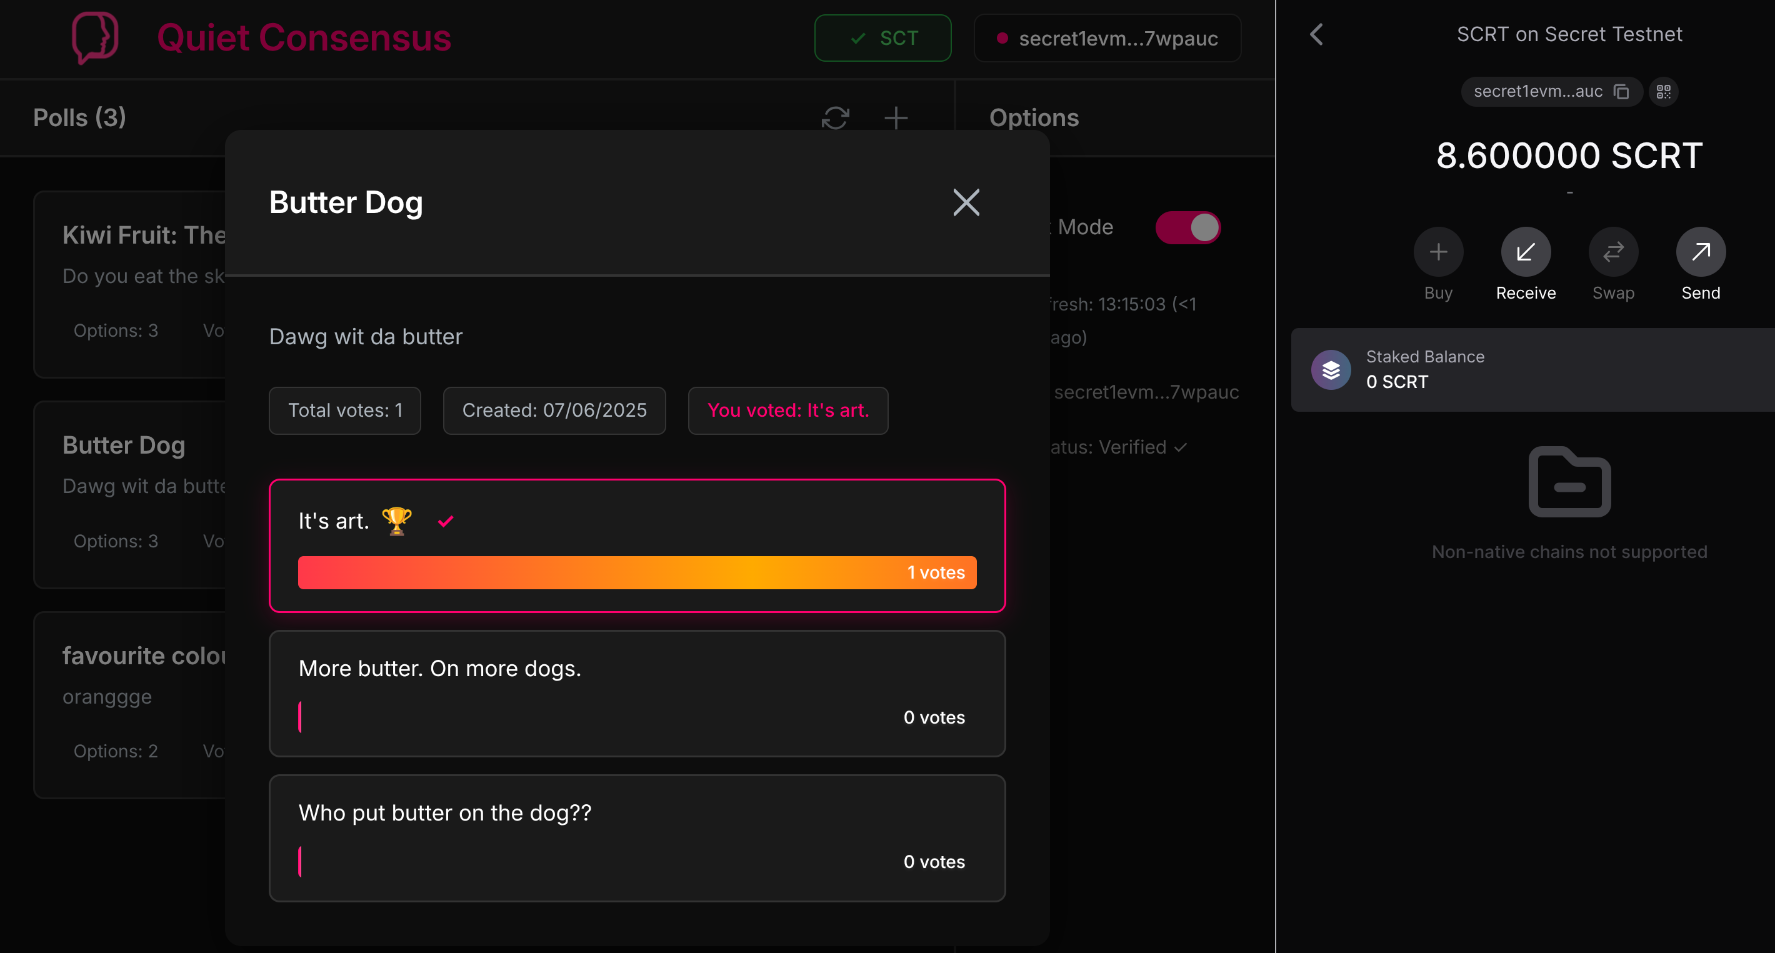 Quiet Consensus
SCT
secret1evm...7wpauc
Polls (3)
Options
Kiwi Fruit: The
Do you eat the sk
Options: 3
Butter Dog
Dawg wit da butte
Options: 3
favourite colou
oranggge
Options: 2
Butter Dog
Dawg wit da butter
Total votes: 1
Created: 07/06/2025
You voted: It's art.
It's art. 🏆
1 votes
More butter. On more dogs.
0 votes
Who put butter on the dog??
0 votes
Mode
fresh: 13:15:03 (<1
ago)
secret1evm...7wpauc
atus: Verified ✓
SCRT on Secret Testnet
secret1evm...auc
8.600000 SCRT
-
Buy
Receive
Swap
Send
Staked Balance
0 SCRT
Non-native chains not supported